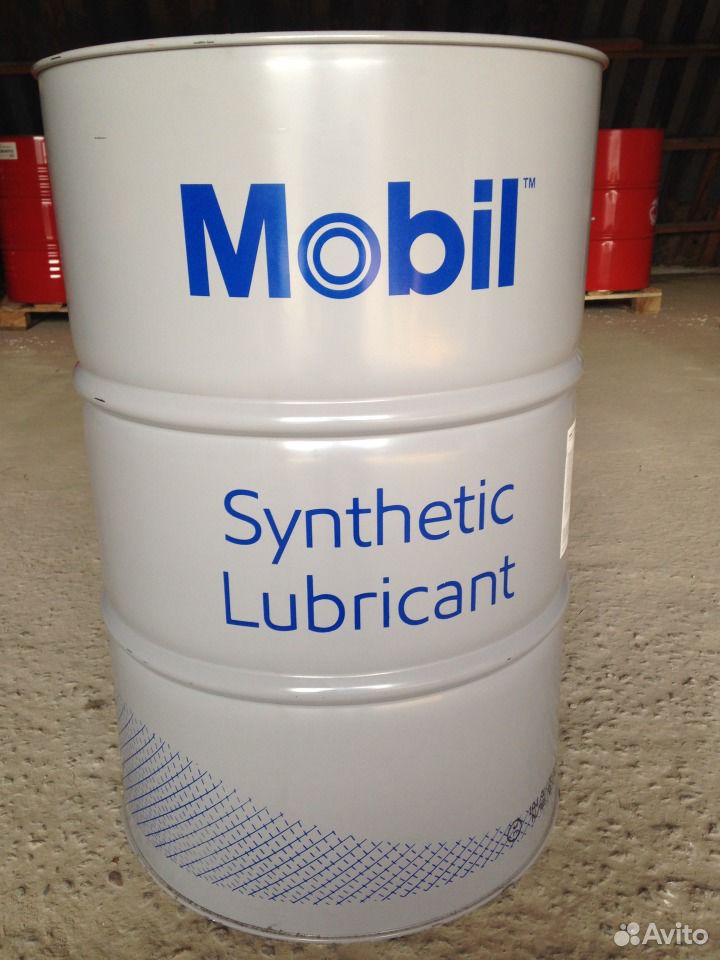 Mobil™
Synthetic
Lubricant
Avito